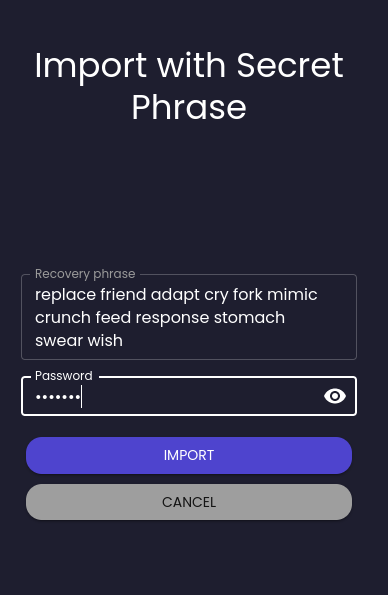 Import with Secret
Phrase
Recovery phrase
replace friend adapt cry fork mimic
crunch feed response stomach
swear wish
Password
•••••••
IMPORT
CANCEL